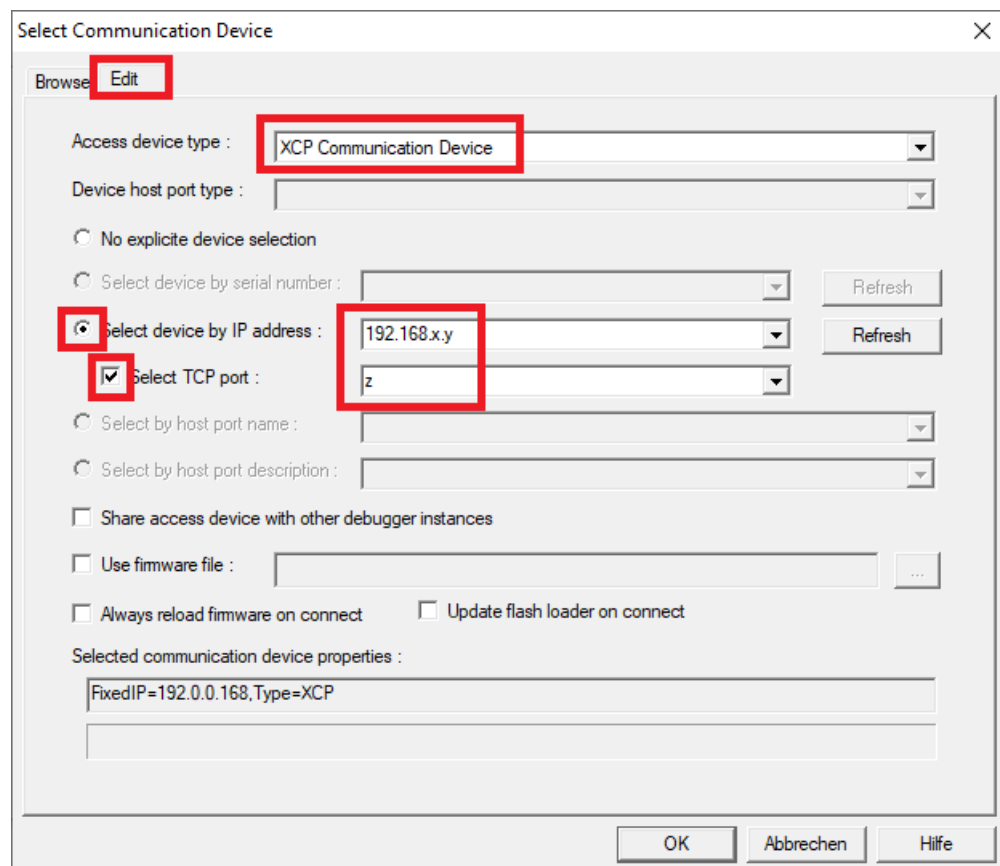 Select Communication Device
Browse Edit
Access device type : XCP Communication Device
Device host port type :
No explicite device selection
Select device by serial number : Refresh
Select device by IP address : 192.168.x.y Refresh
Select TCP port : z
Select by host port name :
Select by host port description :
Share access device with other debugger instances
Use firmware file : ...
Always reload firmware on connect Update flash loader on connect
Selected communication device properties :
FixedIP=192.0.0.168,Type=XCP
OK Abbrechen Hilfe